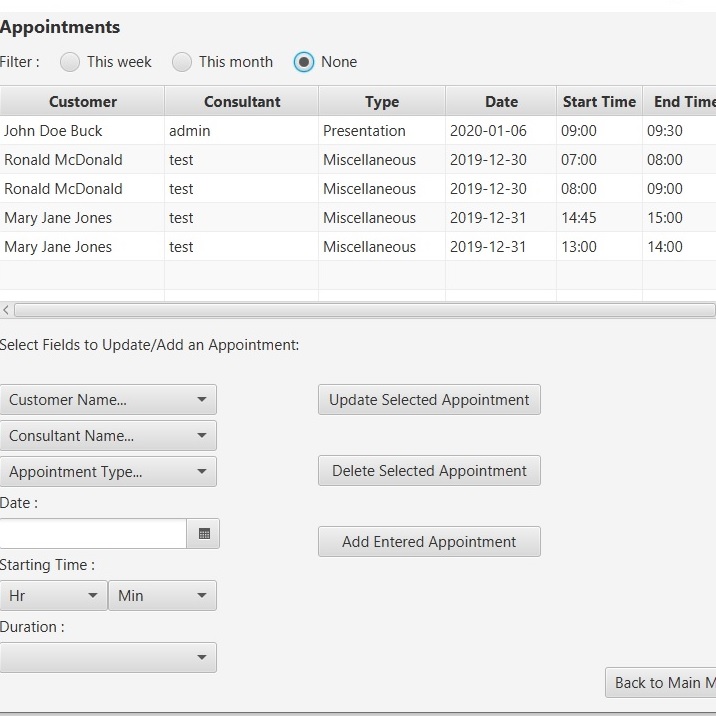 Appointments
Filter : This week This month None
Customer Consultant Type Date Start Time End Time
John Doe Buck admin Presentation 2020-01-06 09:00 09:30
Ronald McDonald test Miscellaneous 2019-12-30 07:00 08:00
Ronald McDonald test Miscellaneous 2019-12-30 08:00 09:00
Mary Jane Jones test Miscellaneous 2019-12-31 14:45 15:00
Mary Jane Jones test Miscellaneous 2019-12-31 13:00 14:00
Select Fields to Update/Add an Appointment:
Customer Name... Update Selected Appointment
Consultant Name...
Appointment Type... Delete Selected Appointment
Date :
Add Entered Appointment
Starting Time :
Hr Min
Duration :
Back to Main M